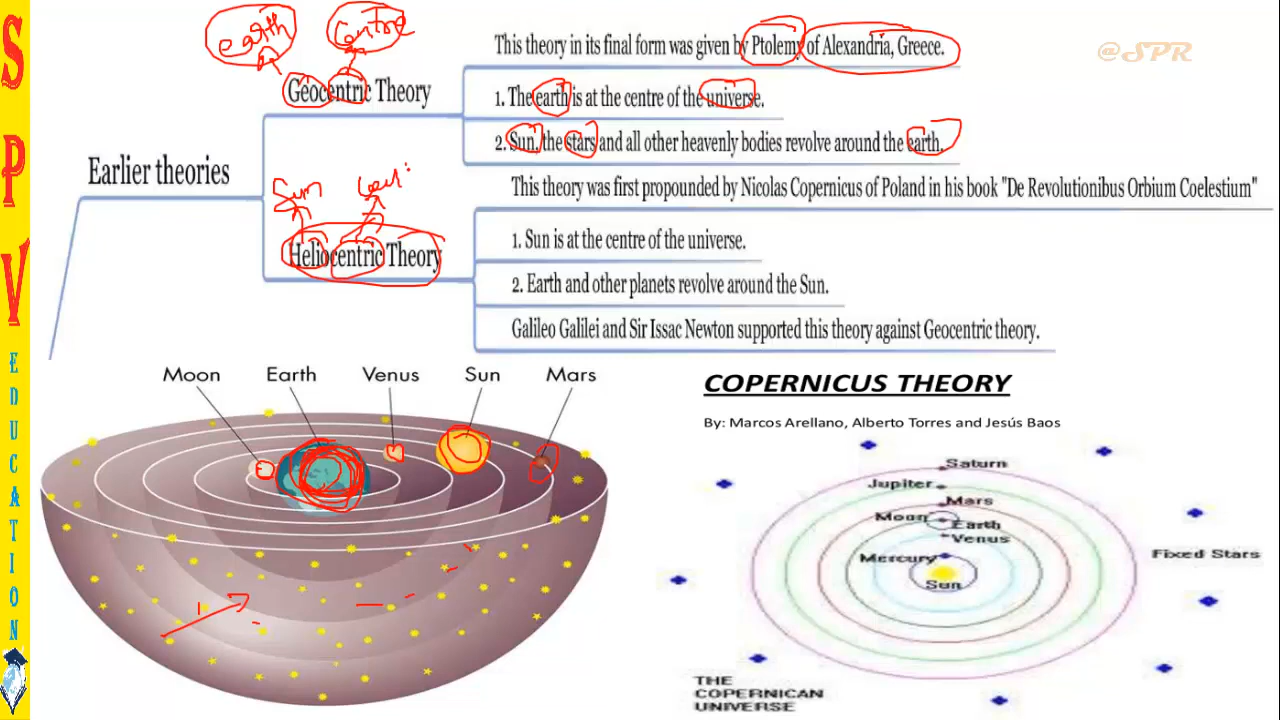 S
P
V
E
D
U
C
A
T
I
O
N
earth
Centre
@SPR
This theory in its final form was given by Ptolemy of Alexandria, Greece.
Geocentric Theory
1. The earth is at the centre of the universe.
2. Sun, the stars and all other heavenly bodies revolve around the earth.
Earlier theories
Sun
This theory was first propounded by Nicolas Copernicus of Poland in his book "De Revolutionibus Orbium Coelestium"
Heliocentric Theory
1. Sun is at the centre of the universe.
2. Earth and other planets revolve around the Sun.
Galileo Galilei and Sir Issac Newton supported this theory against Geocentric theory.
Moon Earth Venus Sun Mars
COPERNICUS THEORY
By: Marcos Arellano, Alberto Torres and Jesús Baos
Saturn
Jupiter
Mars
Moon
Earth
Venus
Mercury
Sun
Fixed Stars
THE
COPERNICAN
UNIVERSE